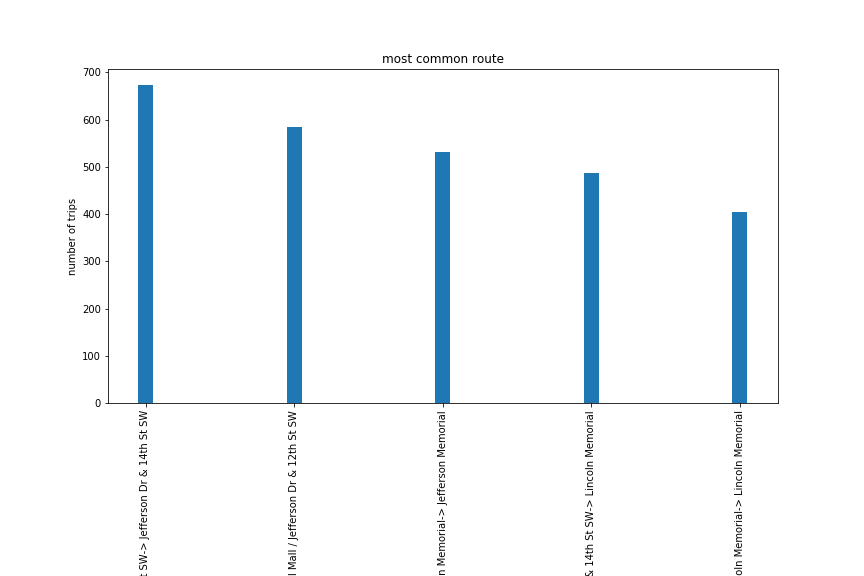 most common route
number of trips
700
600
500
400
300
200
100
0
t SW-> Jefferson Dr & 14th St SW
l Mall / Jefferson Dr & 12th St SW
n Memorial-> Jefferson Memorial
& 14th St SW-> Lincoln Memorial
oln Memorial-> Lincoln Memorial